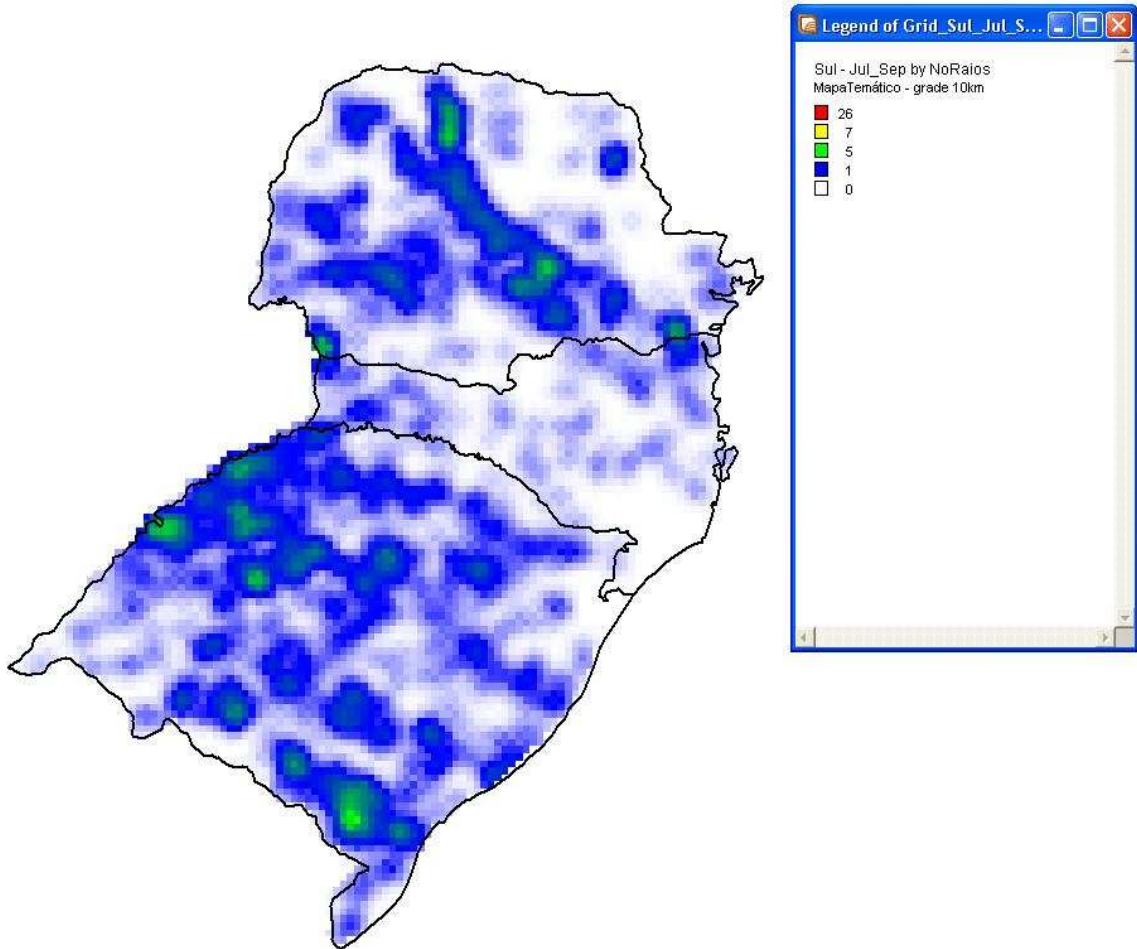 Legend of Grid_Sul_Jul_S...
Sul - Jul_Sep by NoRaios
MapaTemático - grade 10km
26
7
5
1
0